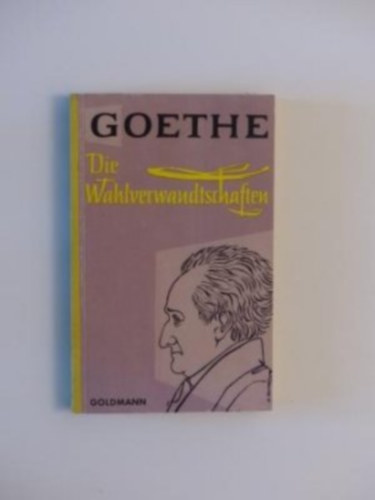 GOETHE
Die
Wahlverwandtschaften
GOLDMANN